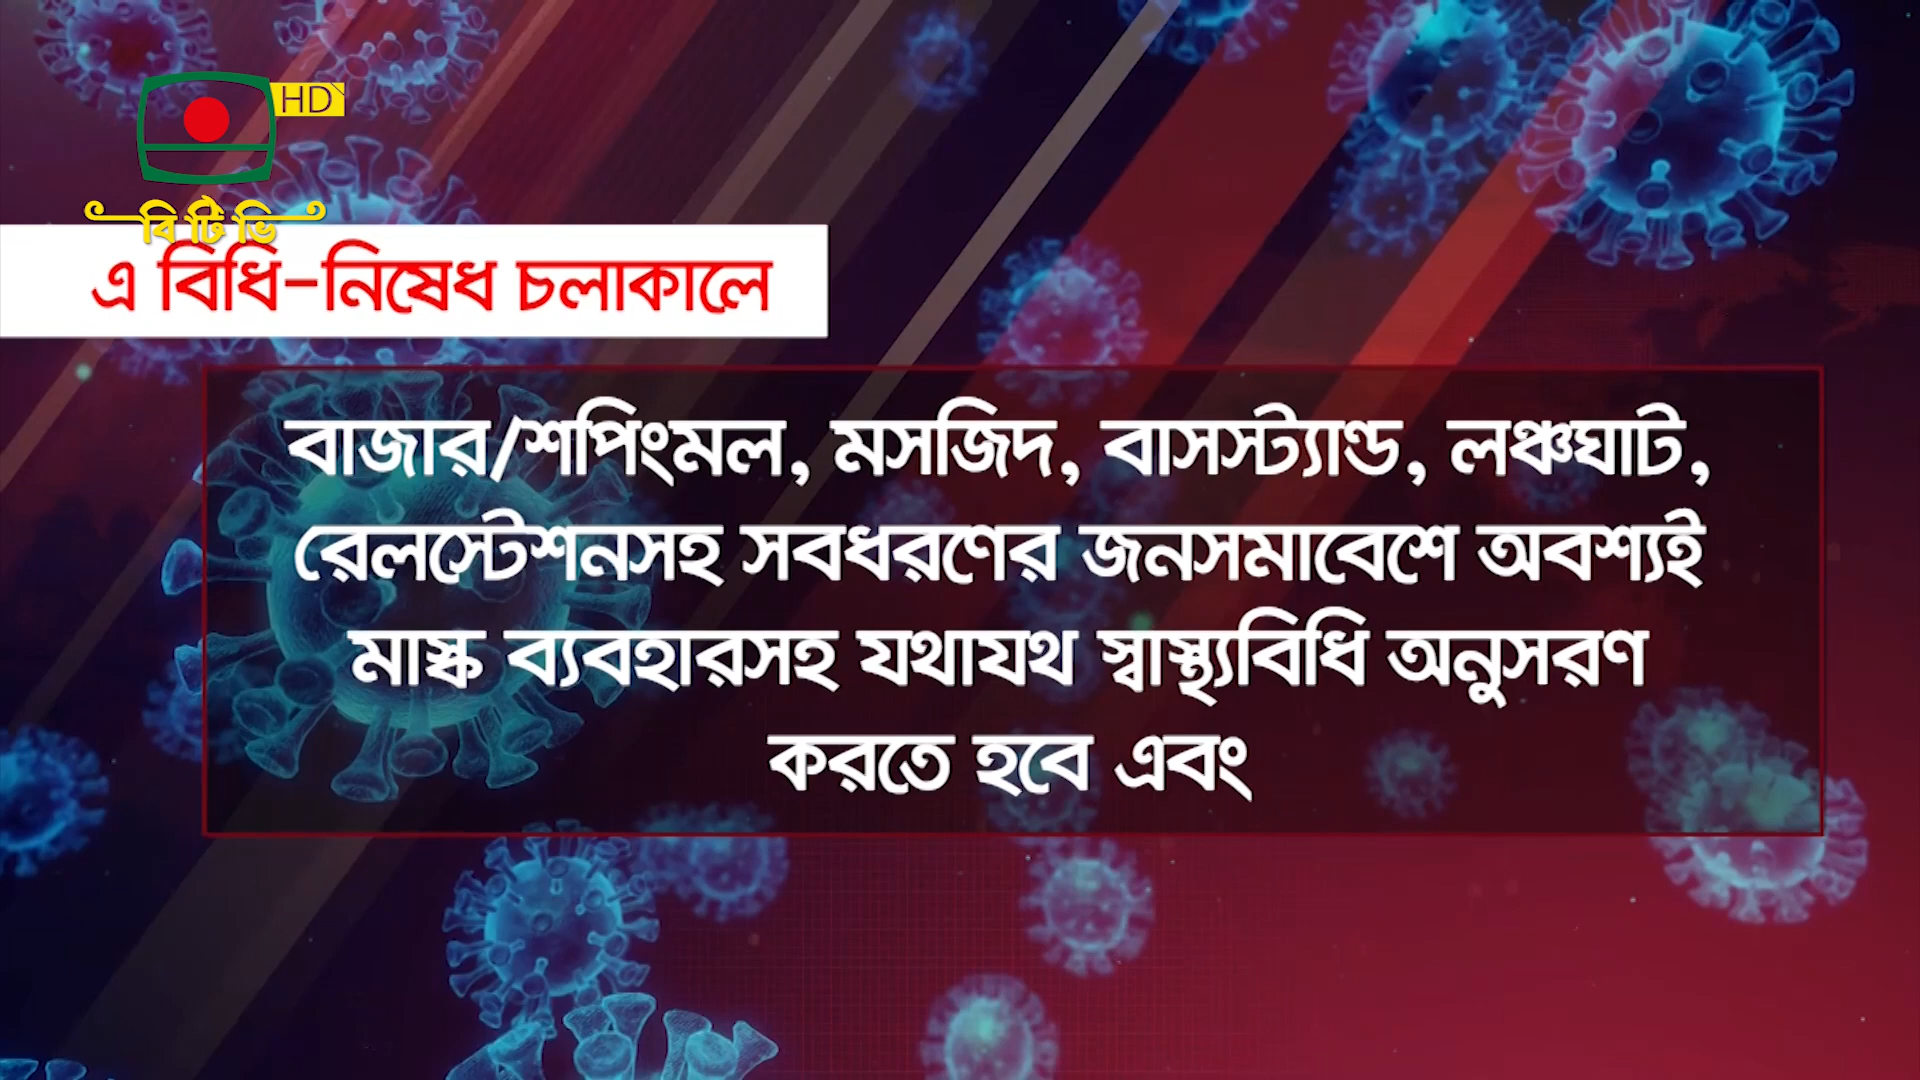 HD
বি টি ভি
এ বিধি-নিষেধ চলাকালে
বাজার/শপিংমল, মসজিদ, বাসস্ট্যান্ড, লঞ্চঘাট,
রেলস্টেশনসহ সবধরণের জনসমাবেশে অবশ্যই
মাস্ক ব্যবহারসহ যথাযথ স্বাস্থ্যবিধি অনুসরণ
করতে হবে এবং